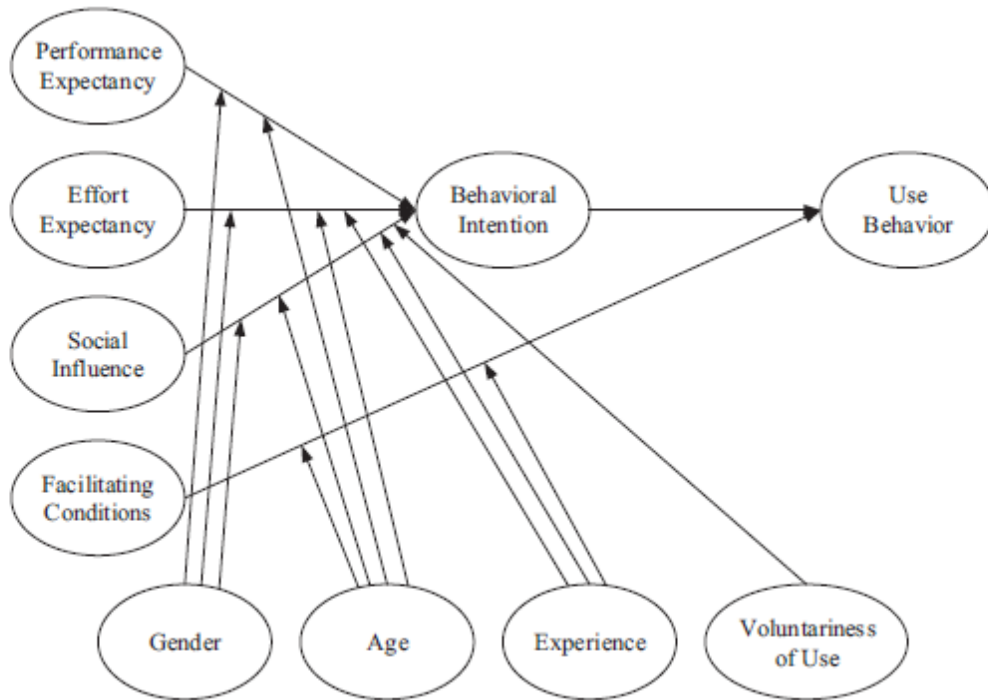 Performance
Expectancy
Effort
Expectancy
Behavioral
Intention
Use
Behavior
Social
Influence
Facilitating
Conditions
Gender
Age
Experience
Voluntariness
of Use